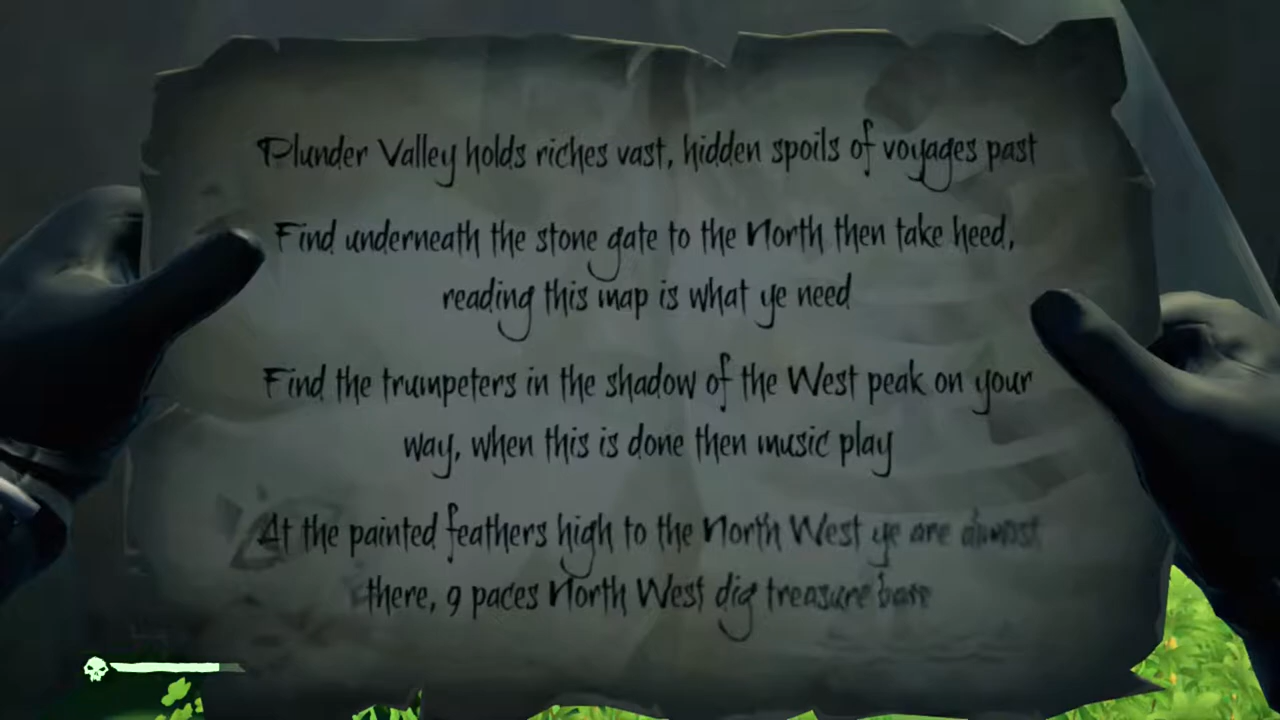 Plunder Valley holds riches vast, hidden spoils of voyages past
Find underneath the stone gate to the North then take heed,
reading this map is what ye need
Find the trumpeters in the shadow of the West peak on your
way, when this is done then music play
At the painted feathers high to the North West ye are almost
there, 9 paces North West dig treasure bare